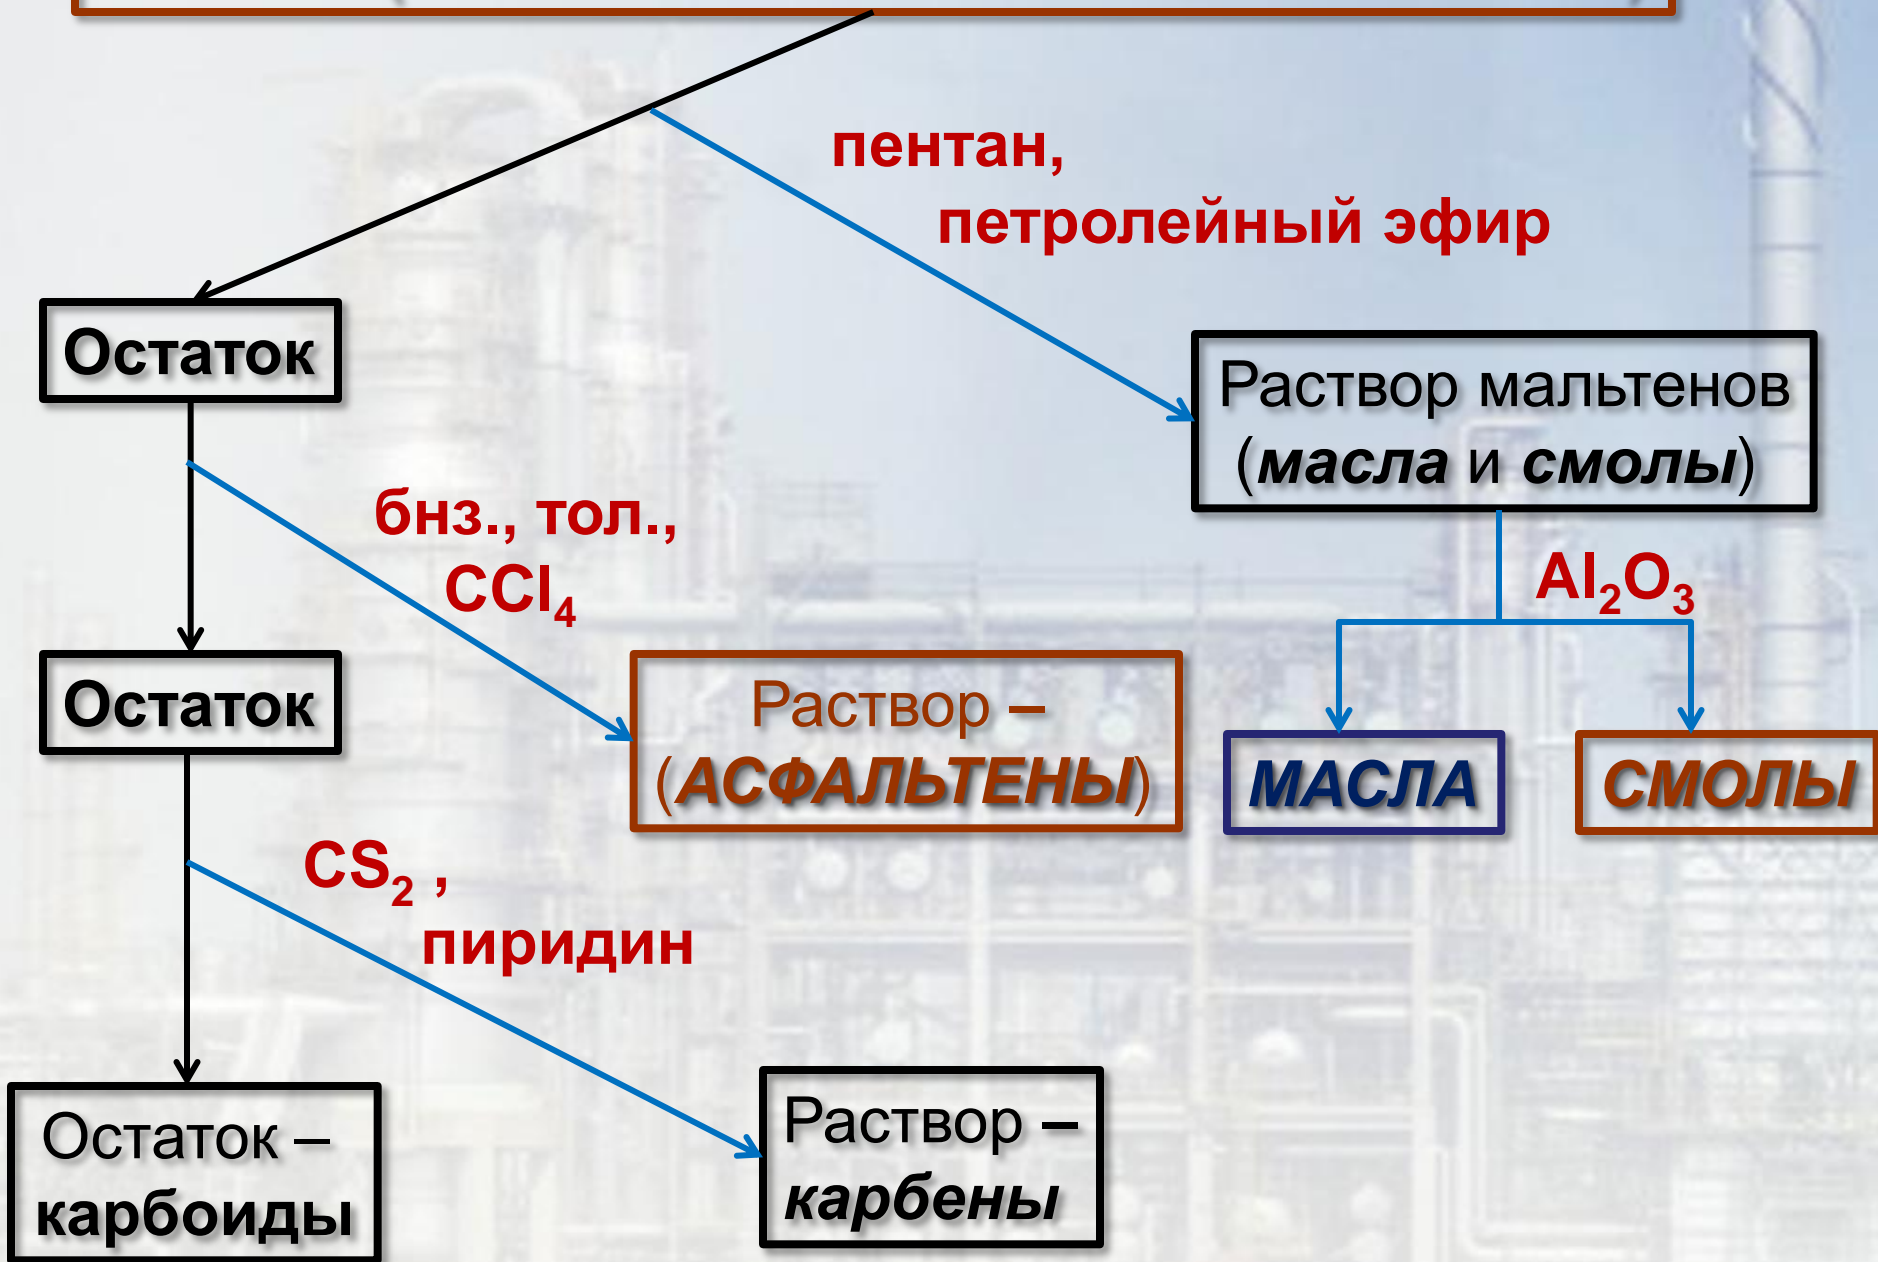 пентан,
петролейный эфир
Остаток
Раствор мальтенов
(масла и смолы)
бнз., тол.,
CCl₄
Al₂O₃
Остаток
Раствор –
(АСФАЛЬТЕНЫ)
МАСЛА
СМОЛЫ
CS₂ ,
пиридин
Остаток –
карбоиды
Раствор –
карбены